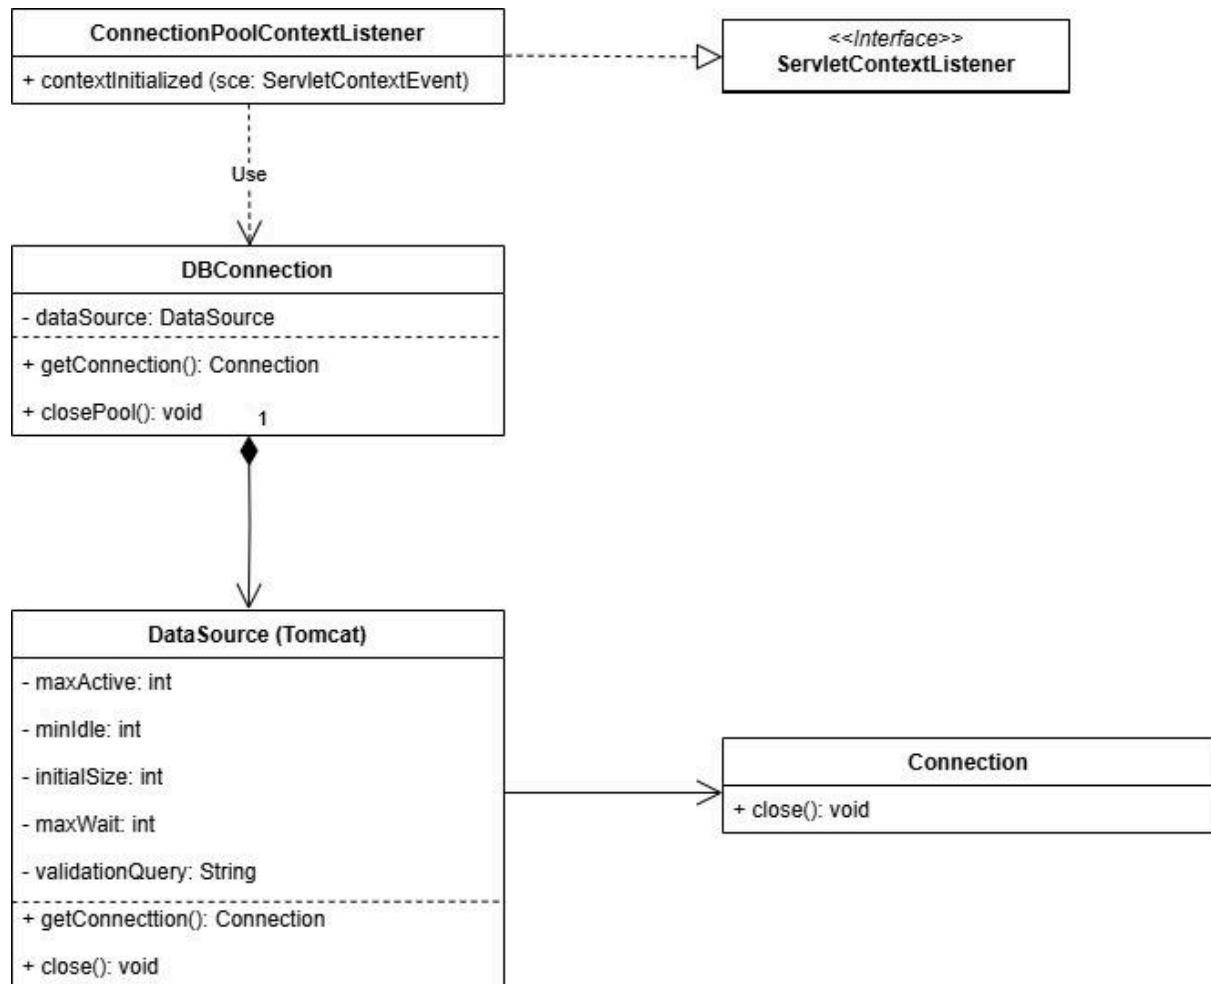 ConnectionPoolContextListener
+ contextInitialized (sce: ServletContextEvent)
<<Interface>>
ServletContextListener
Use
DBConnection
- dataSource: DataSource
+ getConnection(): Connection
+ closePool(): void
1
DataSource (Tomcat)
- maxActive: int
- minIdle: int
- initialSize: int
- maxWait: int
- validationQuery: String
+ getConnecttion(): Connection
+ close(): void
Connection
+ close(): void